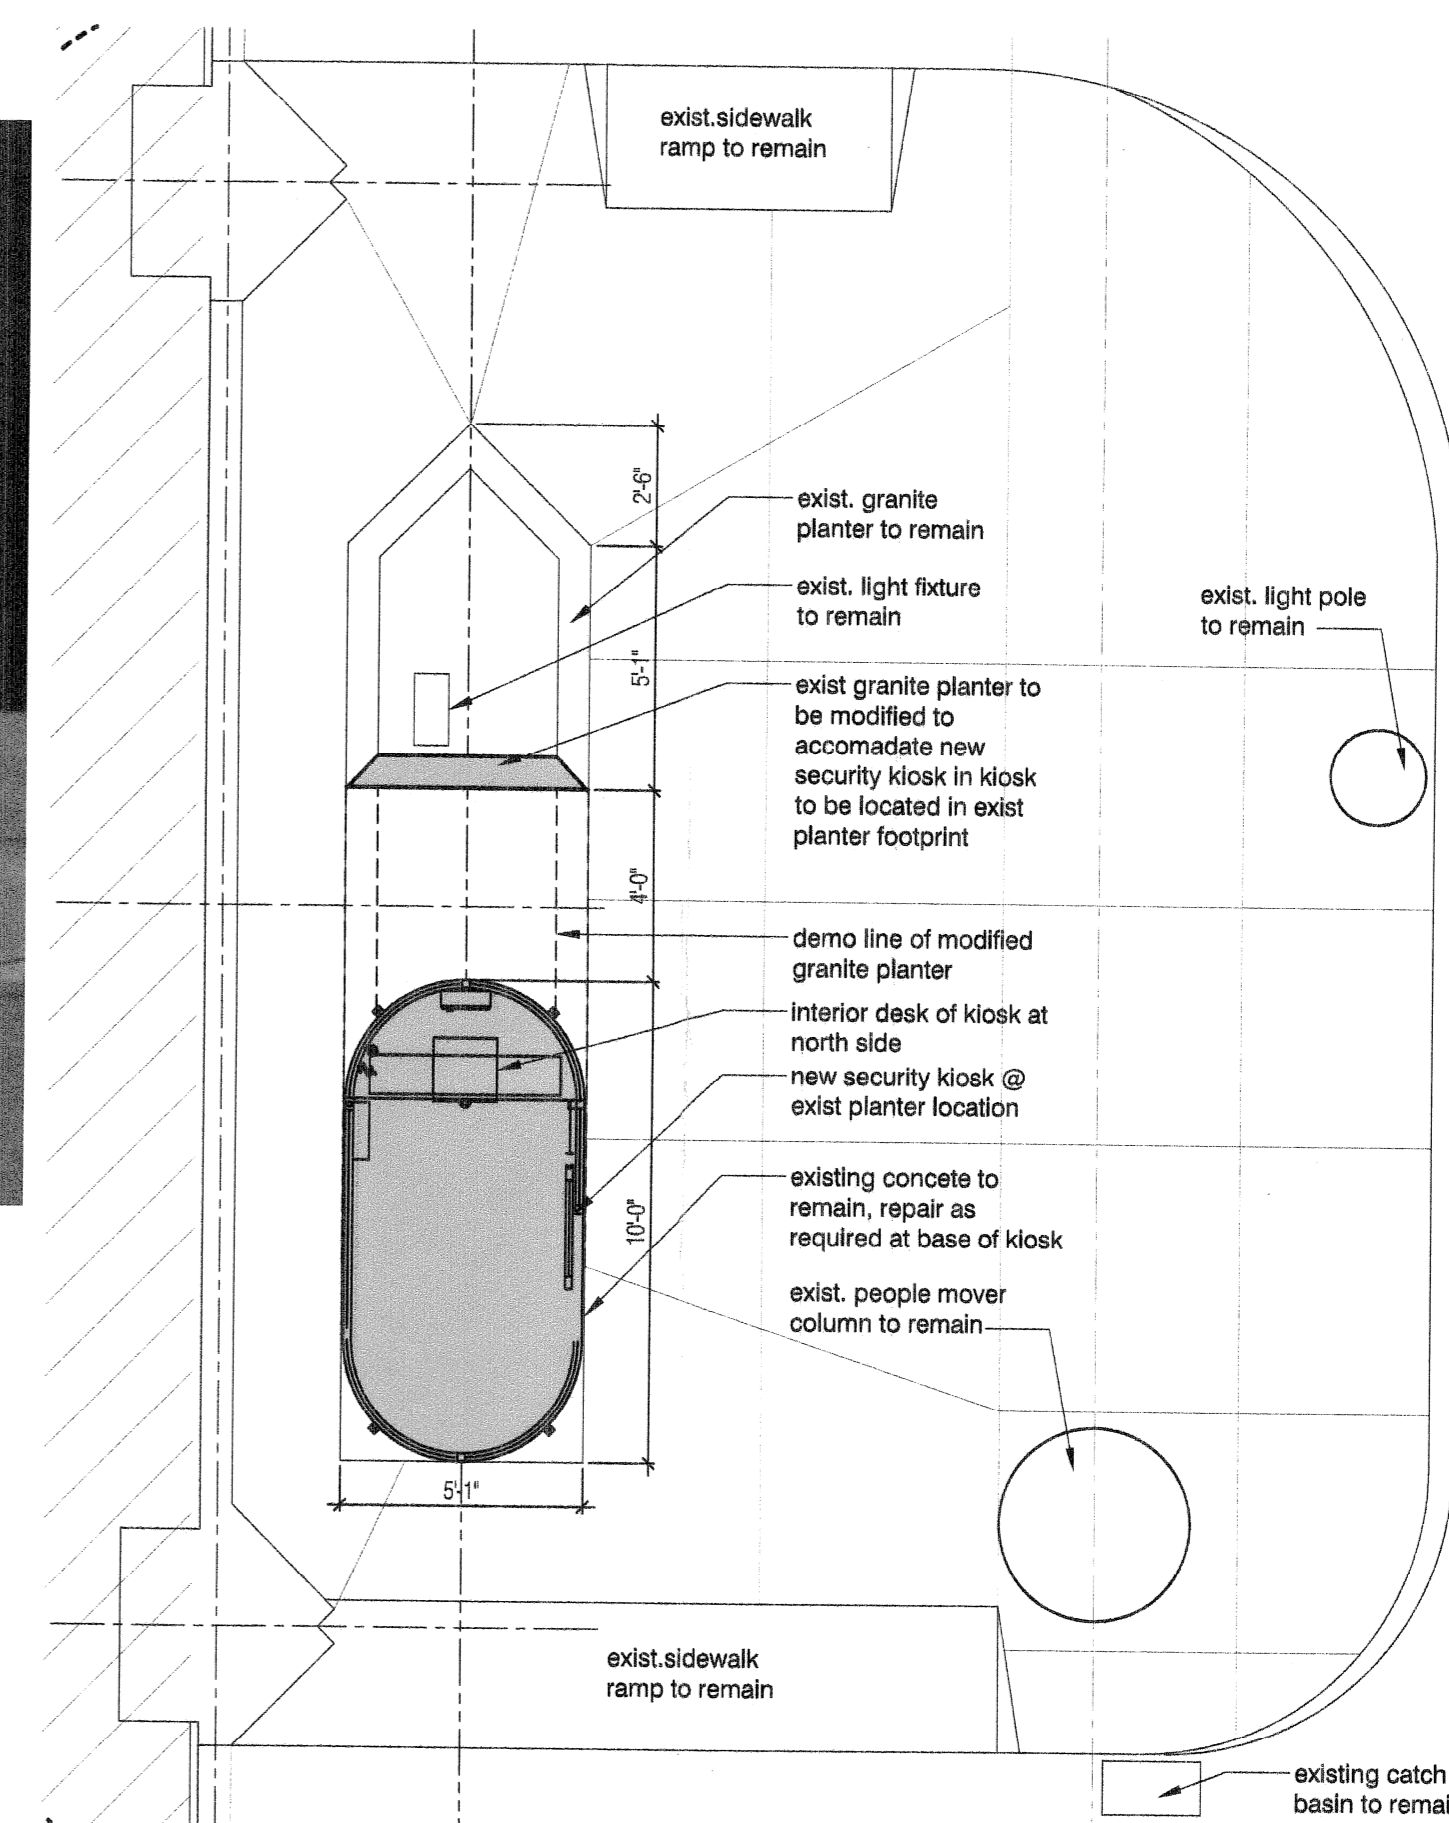 exist.sidewalk
ramp to remain
2'-6"
exist. granite
planter to remain
exist. light fixture
to remain
exist. light pole
to remain
5'-1"
exist granite planter to
be modified to
accomadate new
security kiosk in kiosk
to be located in exist
planter footprint
4'-0"
demo line of modified
granite planter
interior desk of kiosk at
north side
new security kiosk @
exist planter location
existing concete to
remain, repair as
required at base of kiosk
10'-0"
exist. people mover
column to remain
5'-1"
exist.sidewalk
ramp to remain
existing catch
basin to remai